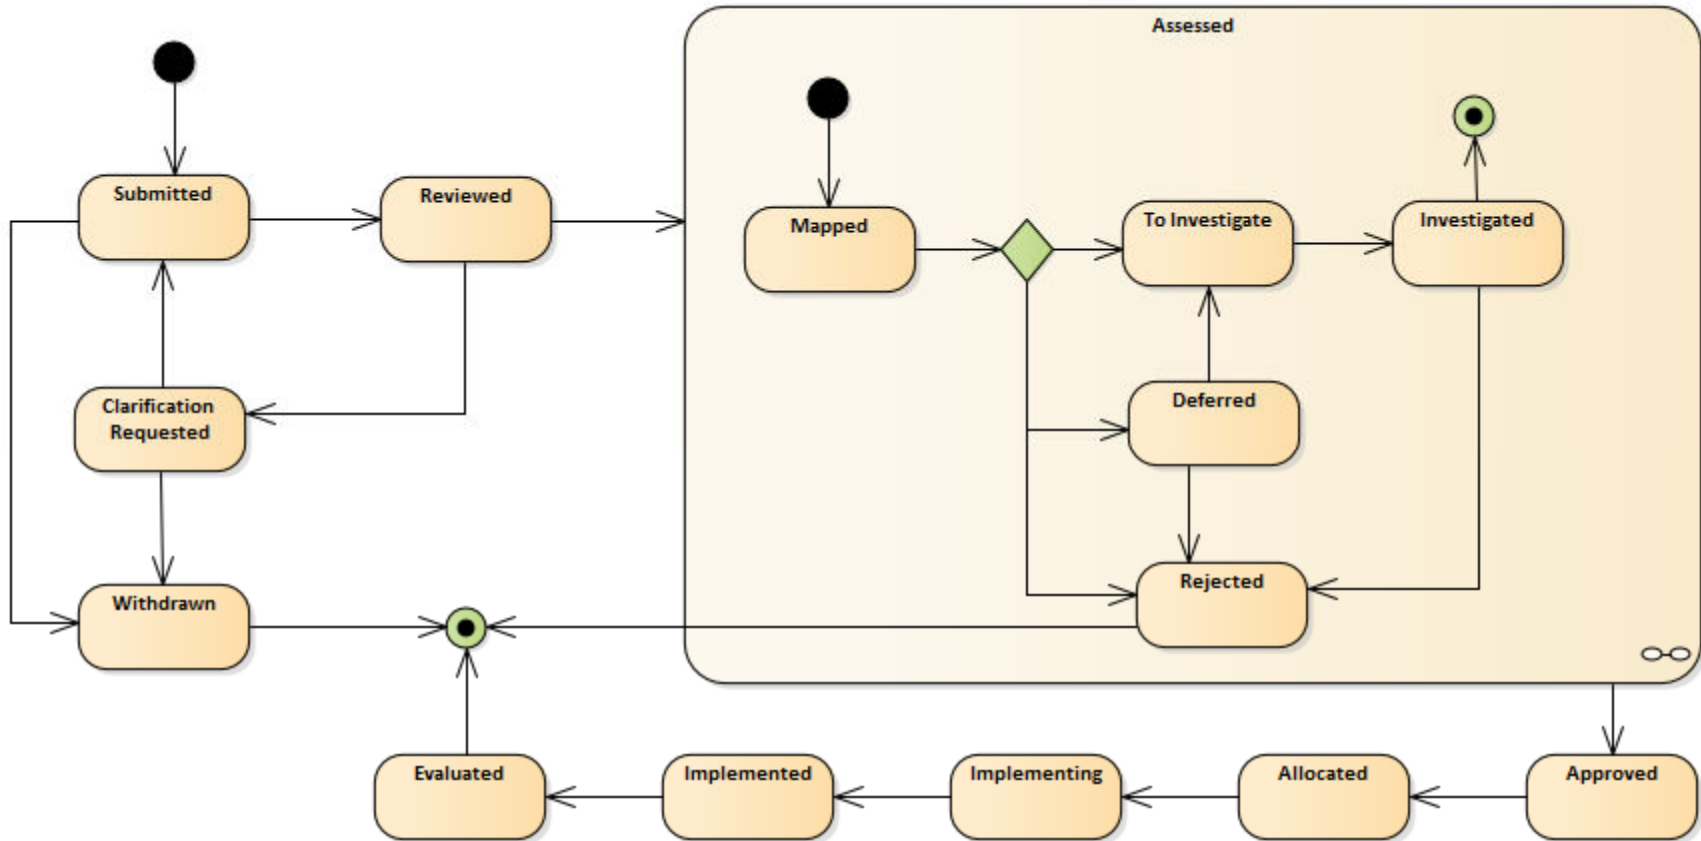 Assessed
Submitted
Reviewed
Mapped
To Investigate
Investigated
Clarification
Requested
Deferred
Withdrawn
Rejected
Evaluated
Implemented
Implementing
Allocated
Approved